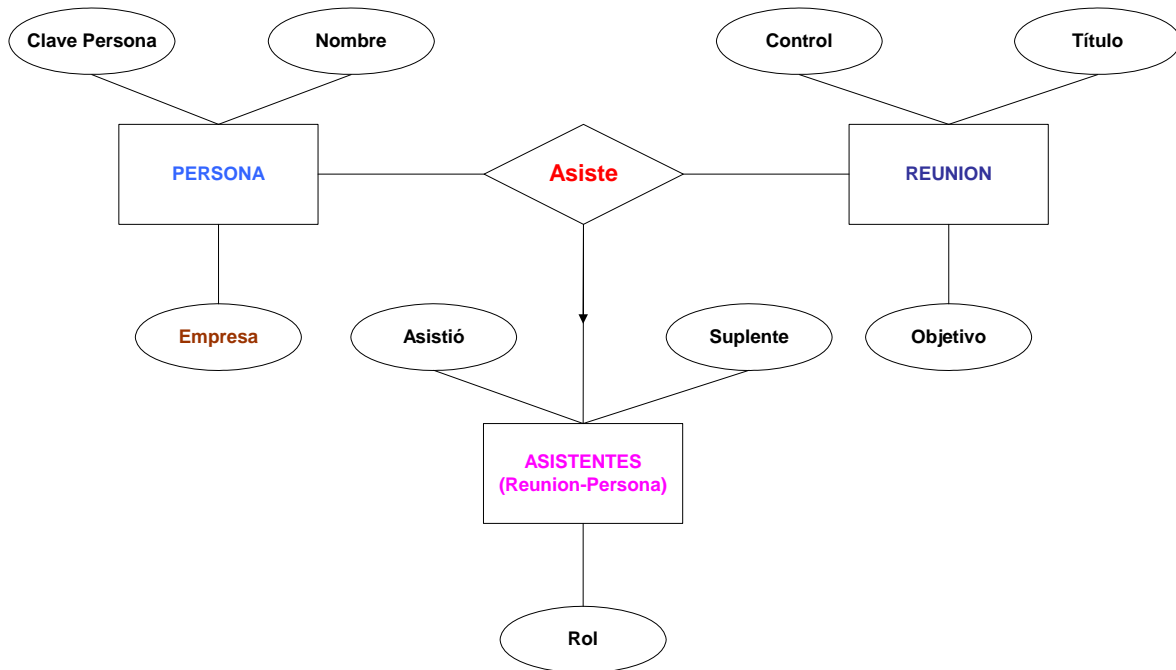 Clave Persona
Nombre
Control
Título
PERSONA
Asiste
REUNION
Empresa
Asistió
Suplente
Objetivo
ASISTENTES
(Reunion-Persona)
Rol